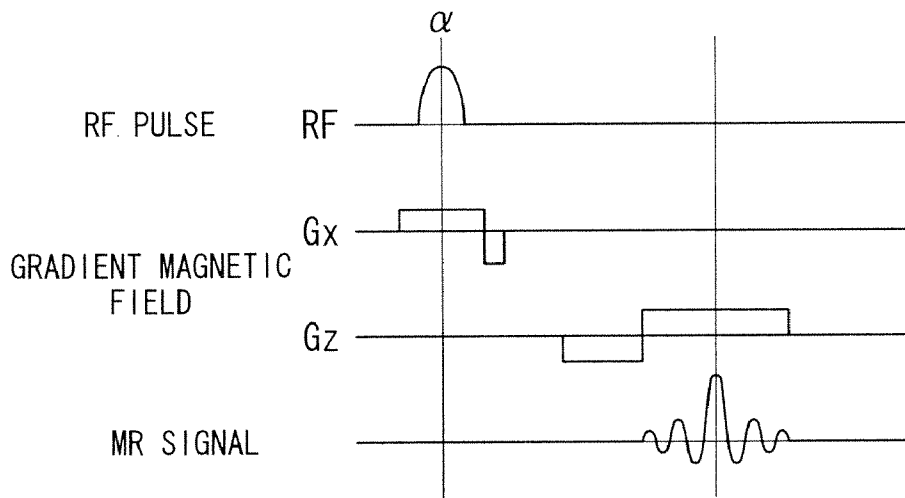 α
RF. PULSE RF
Gx
GRADIENT MAGNETIC
FIELD
Gz
MR SIGNAL